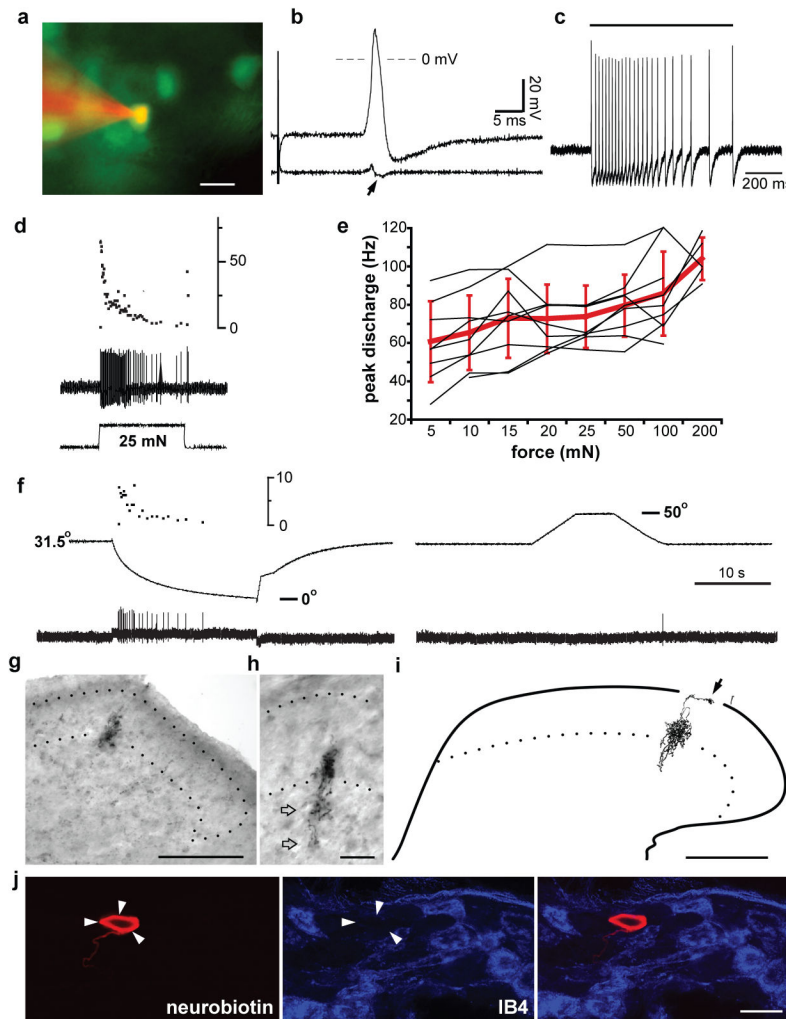 a
b
c
0 mV
20 mV
5 ms
200 ms
d
50
0
25 mN
e
peak discharge (Hz)
120
100
80
60
40
20
5 10 15 20 25 50 100 200
force (mN)
f
10
0
31.5°
0°
50°
10 s
g
h
i
j
neurobiotin
IB4